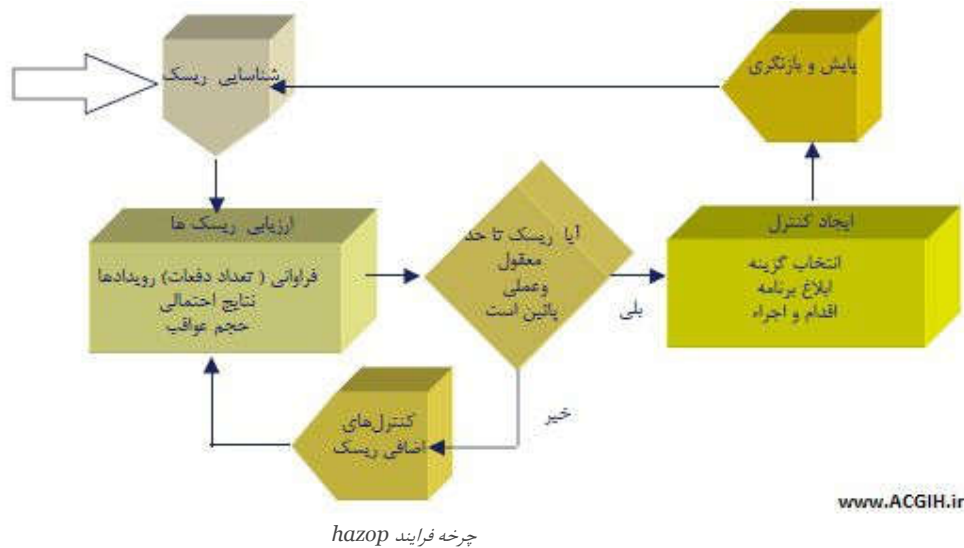 شناسایی ریسک
پایش و بازنگری
ارزیابی ریسک ها
فراوانی ( تعداد دفعات) رویدادها
نتایج احتمالی
حجم عواقب
آیا ریسک تا حد
معقول
وعملی
پائین است
بلی
خیر
ایجاد کنترل
انتخاب گزینه
ابلاغ برنامه
اقدام و اجراء
کنترل‌های
اضافی ریسک
www.ACGIH.ir
چرخه فرایند hazop